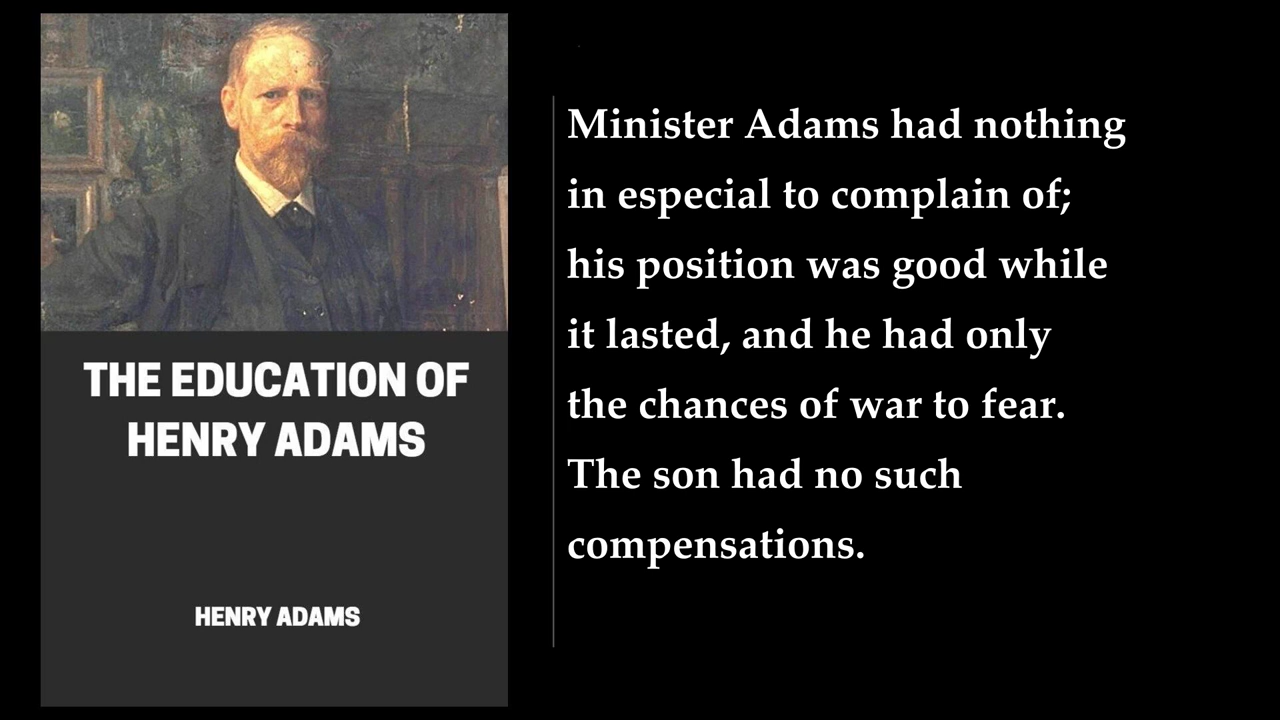 THE EDUCATION OF
HENRY ADAMS
HENRY ADAMS
Minister Adams had nothing
in especial to complain of;
his position was good while
it lasted, and he had only
the chances of war to fear.
The son had no such
compensations.